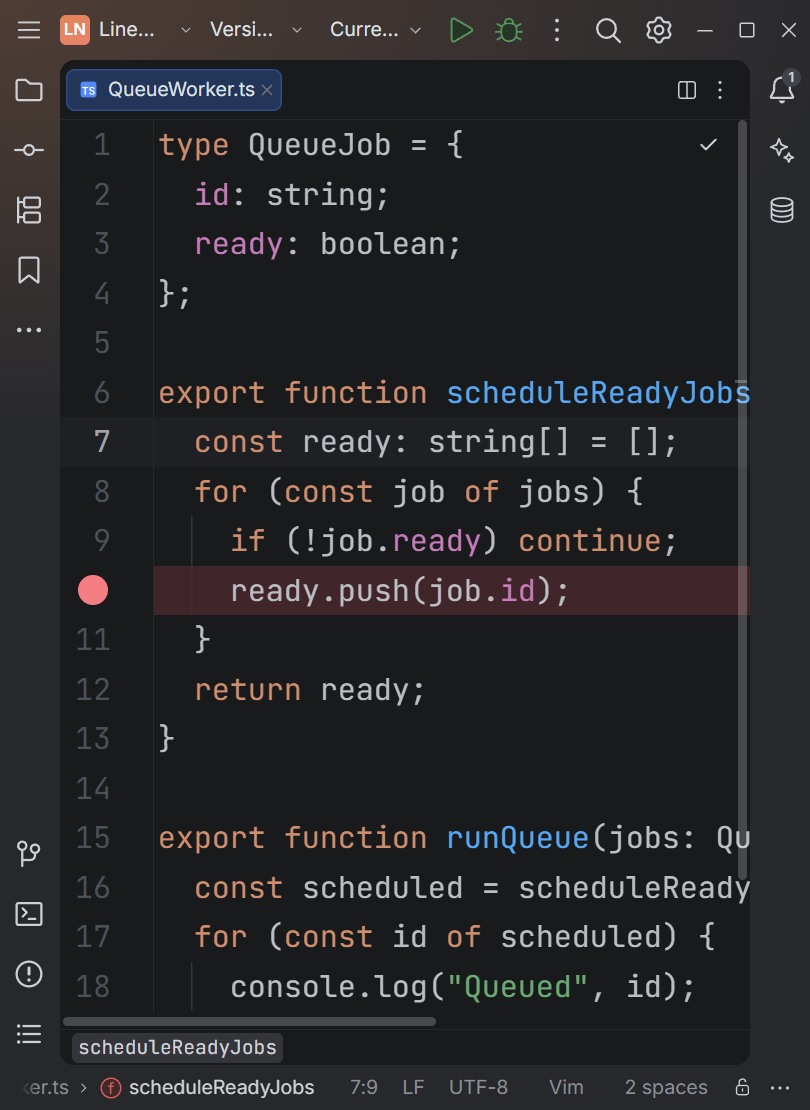 LN Line... Versi... Curre...
TS QueueWorker.ts
1
1 type QueueJob = {
2 id: string;
3 ready: boolean;
4 };
5
6 export function scheduleReadyJobs
7 const ready: string[] = [];
8 for (const job of jobs) {
9 if (!job.ready) continue;
ready.push(job.id);
11 }
12 return ready;
13 }
14
15 export function runQueue(jobs: Qu
16 const scheduled = scheduleReady
17 for (const id of scheduled) {
18 console.log("Queued", id);
scheduleReadyJobs
er.ts › f scheduleReadyJobs 7:9 LF UTF-8 Vim 2 spaces